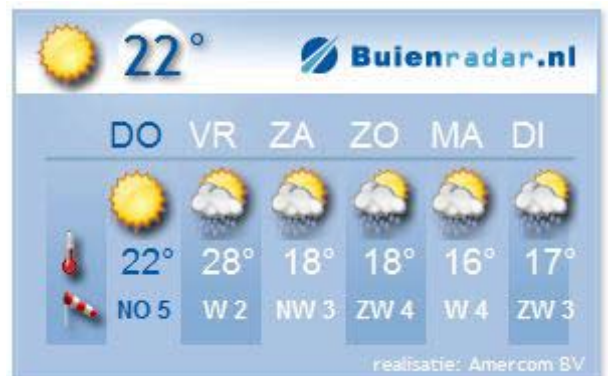 22° Buienradar.nl
DO VR ZA ZO MA DI
22° 28° 18° 18° 16° 17°
NO 5 W 2 NW 3 ZW 4 W 4 ZW 3
realisatie: Amercom BV